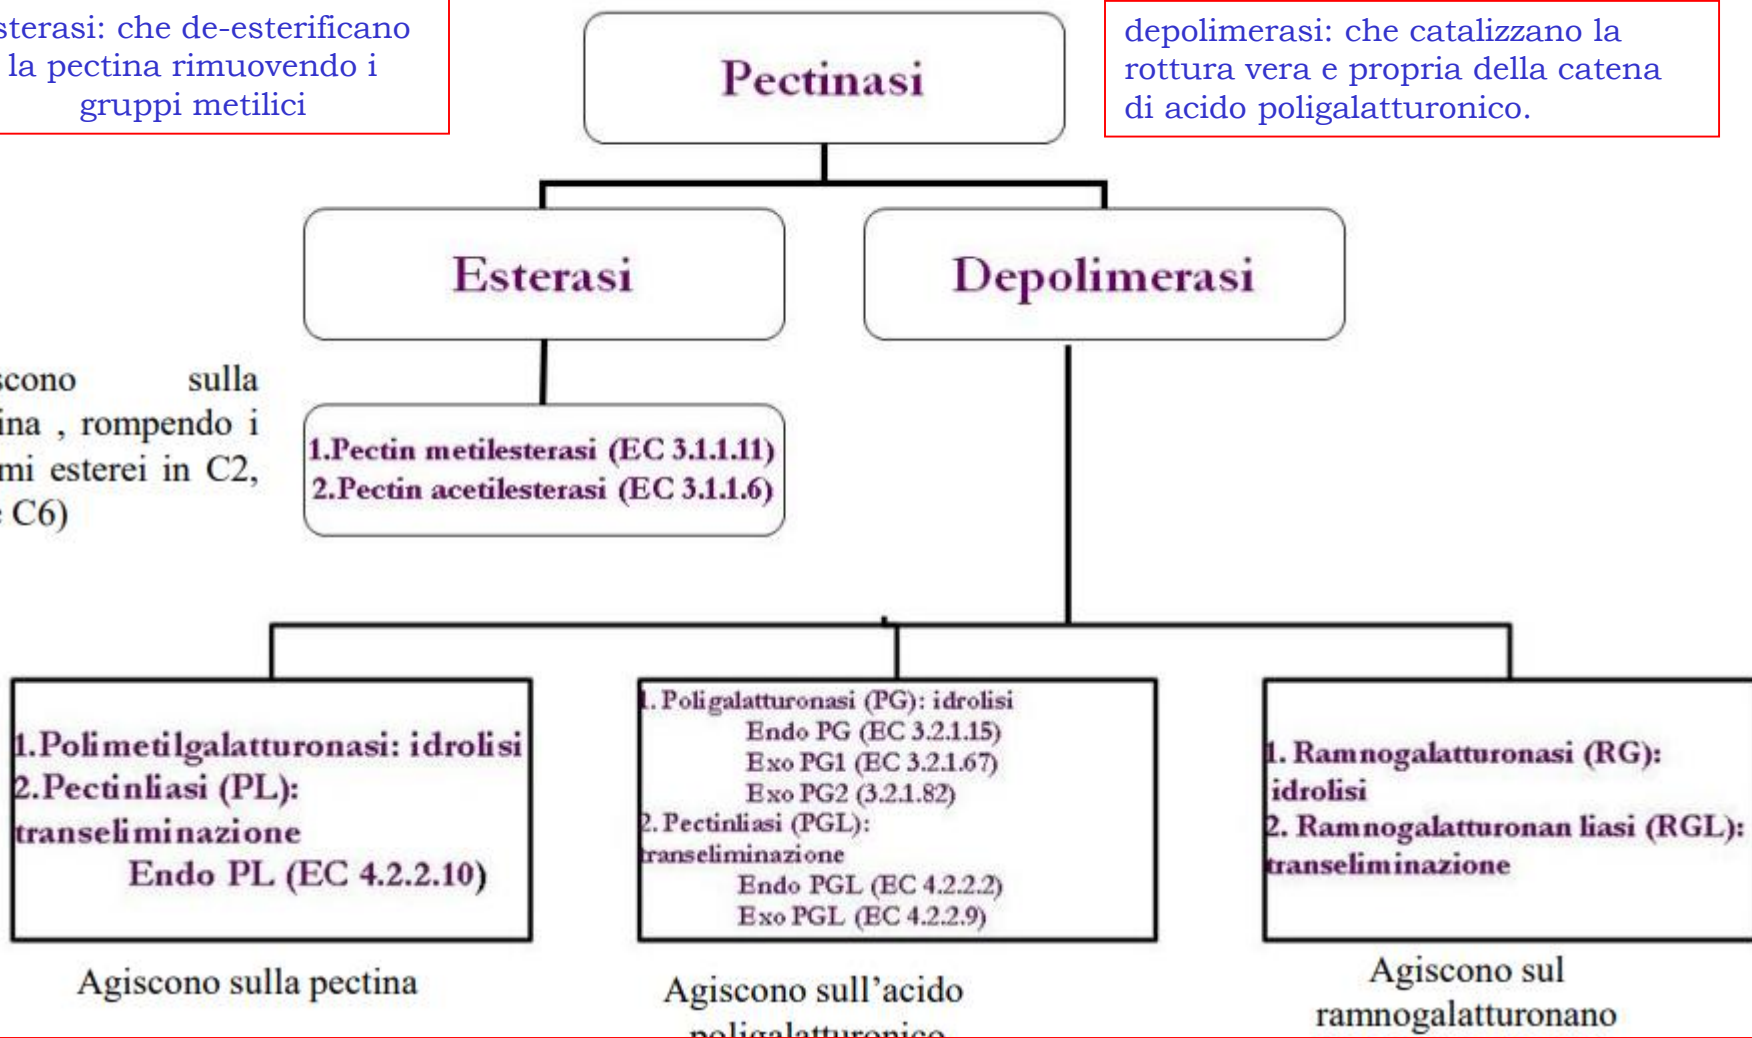 sterasi: che de-esterificano
la pectina rimuovendo i
gruppi metilici
Pectinasi
depolimerasi: che catalizzano la
rottura vera e propria della catena
di acido poligalatturonico.
Esterasi
Depolimerasi
scono sulla
ina , rompendo i
mi esterei in C2,
e C6)
1.Pectin metilesterasi (EC 3.1.1.11)
2.Pectin acetilesterasi (EC 3.1.1.6)
1.Polimetilgalatturonasi: idrolisi
2.Pectinliasi (PL):
transeliminazione
Endo PL (EC 4.2.2.10)
Agiscono sulla pectina
1. Poligalatturonasi (PG): idrolisi
Endo PG (EC 3.2.1.15)
Exo PG1 (EC 3.2.1.67)
Exo PG2 (3.2.1.82)
2. Pectinliasi (PGL):
transeliminazione
Endo PGL (EC 4.2.2.2)
Exo PGL (EC 4.2.2.9)
Agiscono sull’acido
poligalatturonico
1. Ramnogalatturonasi (RG):
idrolisi
2. Ramnogalatturonan liasi (RGL):
transeliminazione
Agiscono sul
ramnogalatturonano